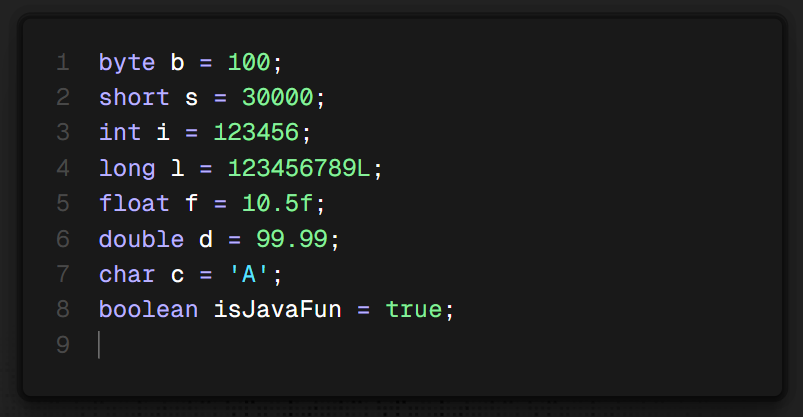 1 byte b = 100;
2 short s = 30000;
3 int i = 123456;
4 long l = 123456789L;
5 float f = 10.5f;
6 double d = 99.99;
7 char c = 'A';
8 boolean isJavaFun = true;
9